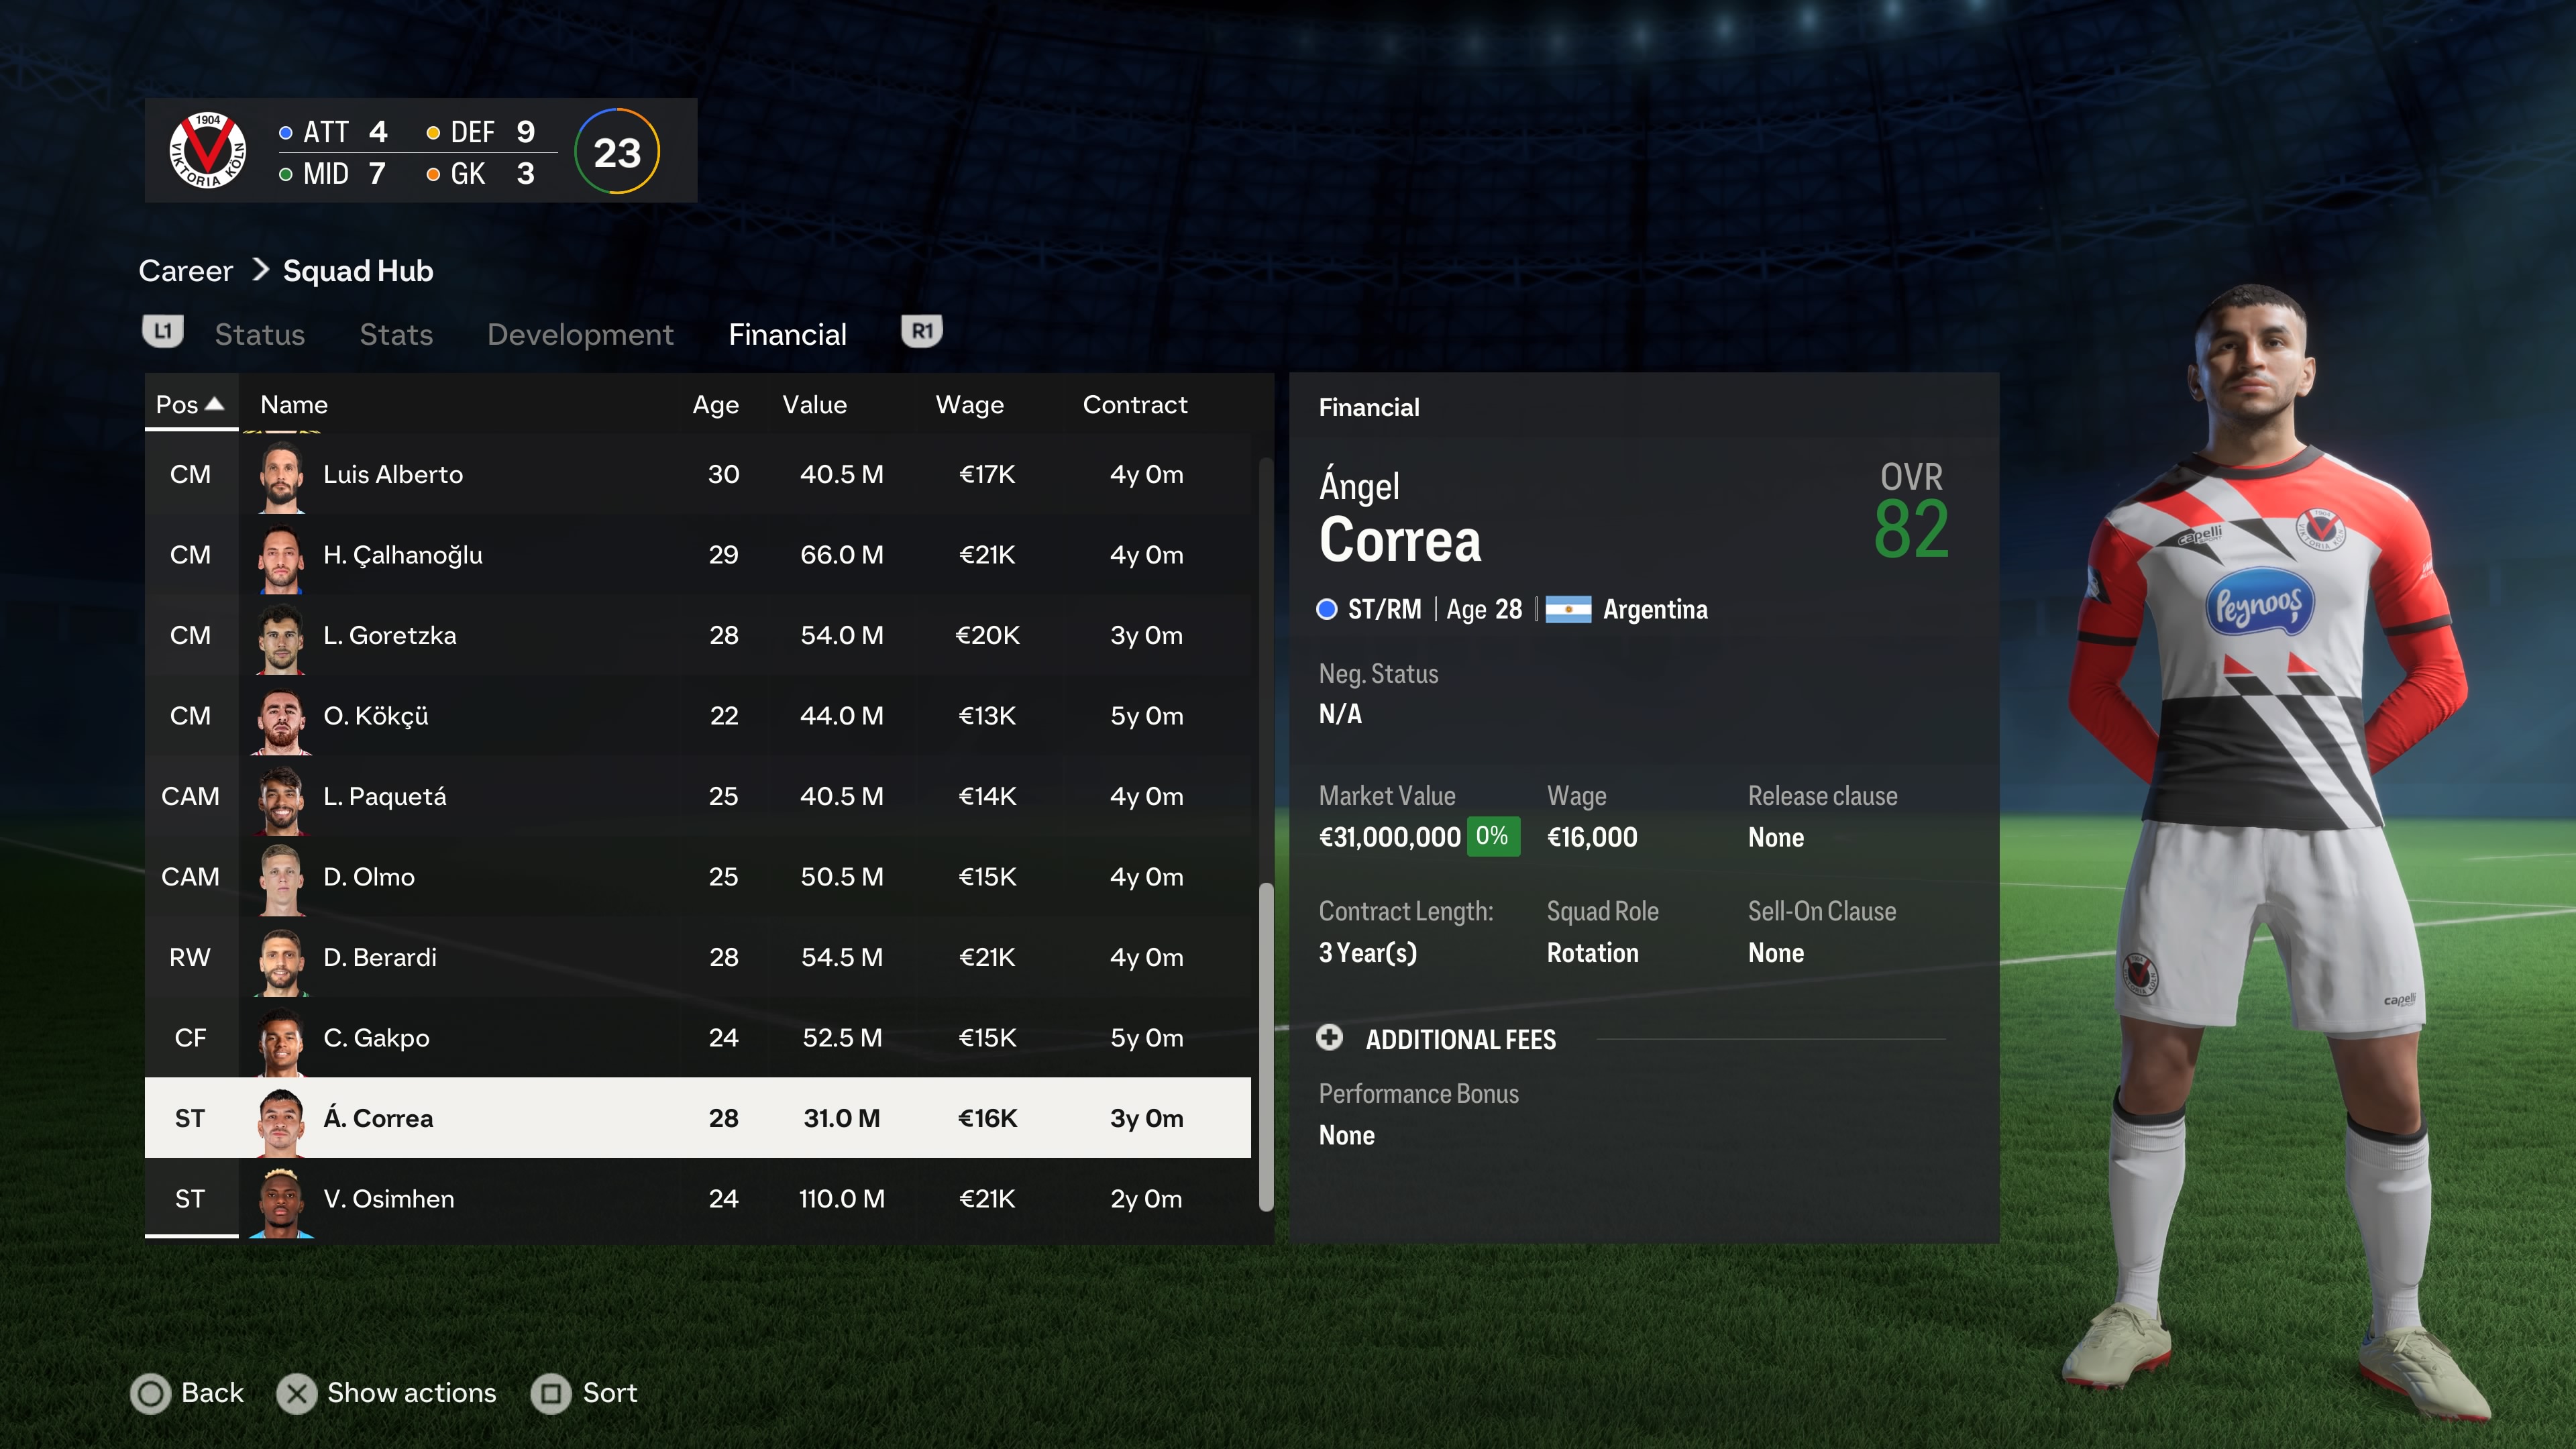 1904
VIKTORIA KÖLN
ATT 4 DEF 9
MID 7 GK 3
23
Career > Squad Hub
L1 Status Stats Development Financial R1
Pos Name Age Value Wage Contract
CM Luis Alberto 30 40.5 M €17K 4y 0m
CM H. Çalhanoğlu 29 66.0 M €21K 4y 0m
CM L. Goretzka 28 54.0 M €20K 3y 0m
CM O. Kökçü 22 44.0 M €13K 5y 0m
CAM L. Paquetá 25 40.5 M €14K 4y 0m
CAM D. Olmo 25 50.5 M €15K 4y 0m
RW D. Berardi 28 54.5 M €21K 4y 0m
CF C. Gakpo 24 52.5 M €15K 5y 0m
ST Á. Correa 28 31.0 M €16K 3y 0m
ST V. Osimhen 24 110.0 M €21K 2y 0m
Financial
Ángel
Correa
OVR
82
ST/RM | Age 28 | Argentina
Neg. Status
N/A
Market Value Wage Release clause
€31,000,000 0% €16,000 None
Contract Length: Squad Role Sell-On Clause
3 Year(s) Rotation None
ADDITIONAL FEES
Performance Bonus
None
capelli
SPORT
1904
VIKTORIA KÖLN
Peynoos
capelli
Back Show actions Sort